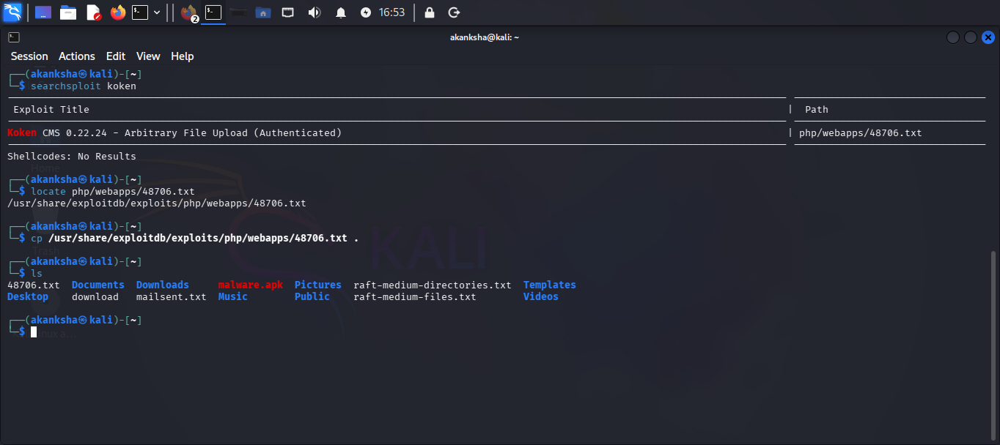 16:53
2
akanksha@kali: ~
Session Actions Edit View Help
┌──(akanksha㉿kali)-[~]
└─$ searchsploit koken
Exploit Title | Path
Koken CMS 0.22.24 - Arbitrary File Upload (Authenticated) | php/webapps/48706.txt
Shellcodes: No Results
Home
┌──(akanksha㉿kali)-[~]
└─$ locate php/webapps/48706.txt
/usr/share/exploitdb/exploits/php/webapps/48706.txt
┌──(akanksha㉿kali)-[~]
└─$ cp /usr/share/exploitdb/exploits/php/webapps/48706.txt .
Trash
KALI
┌──(akanksha㉿kali)-[~]
└─$ ls
48706.txt Documents Downloads malware.apk Pictures raft-medium-directories.txt Templates
Desktop download mailsent.txt Music Public raft-medium-files.txt Videos
┌──(akanksha㉿kali)-[~]
└─$